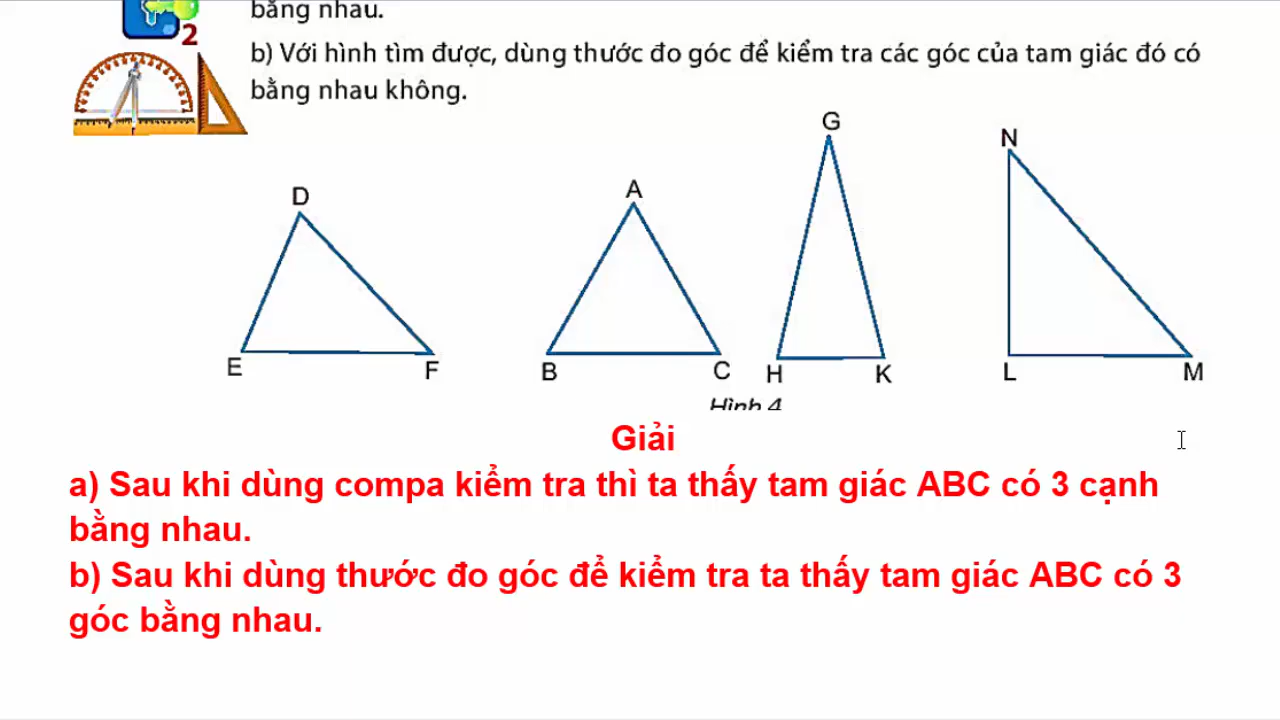 bằng nhau.
2
b) Với hình tìm được, dùng thước đo góc để kiểm tra các góc của tam giác đó có
bằng nhau không.
G
N
D
A
E
F
B
C
H
K
L
M
Hình 4
Giải
a) Sau khi dùng compa kiểm tra thì ta thấy tam giác ABC có 3 cạnh
bằng nhau.
b) Sau khi dùng thước đo góc để kiểm tra ta thấy tam giác ABC có 3
góc bằng nhau.